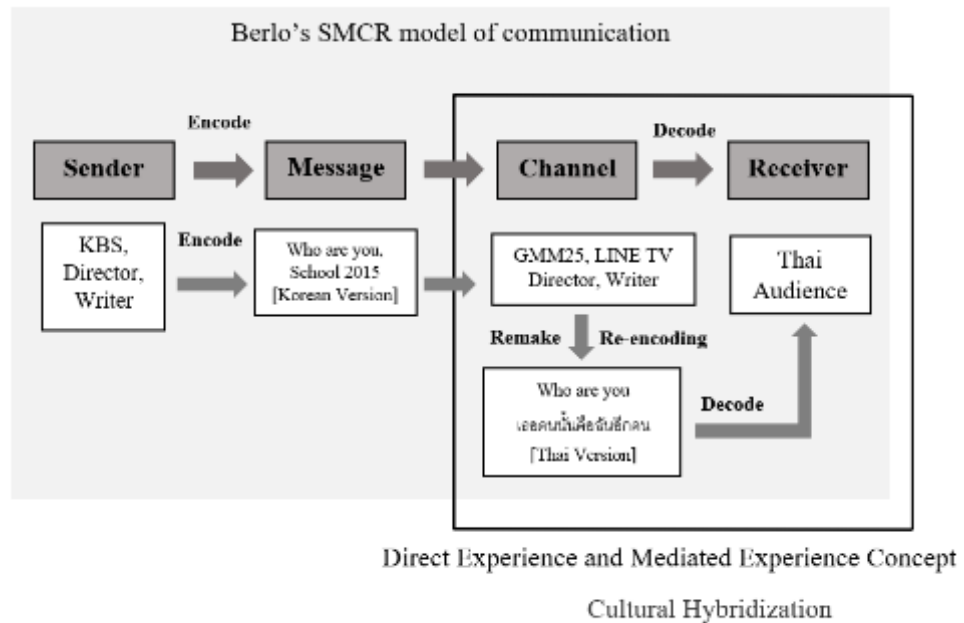 Berlo's SMCR model of communication
Encode
Decode
Sender
Message
Channel
Receiver
KBS,
Director,
Writer
Encode
Who are you,
School 2015
[Korean Version]
GMM25, LINE TV
Director, Writer
Thai
Audience
Remake
Re-encoding
Who are you
เธอคนนั้นคือฉันอีกคน
[Thai Version]
Decode
Direct Experience and Mediated Experience Concept
Cultural Hybridization